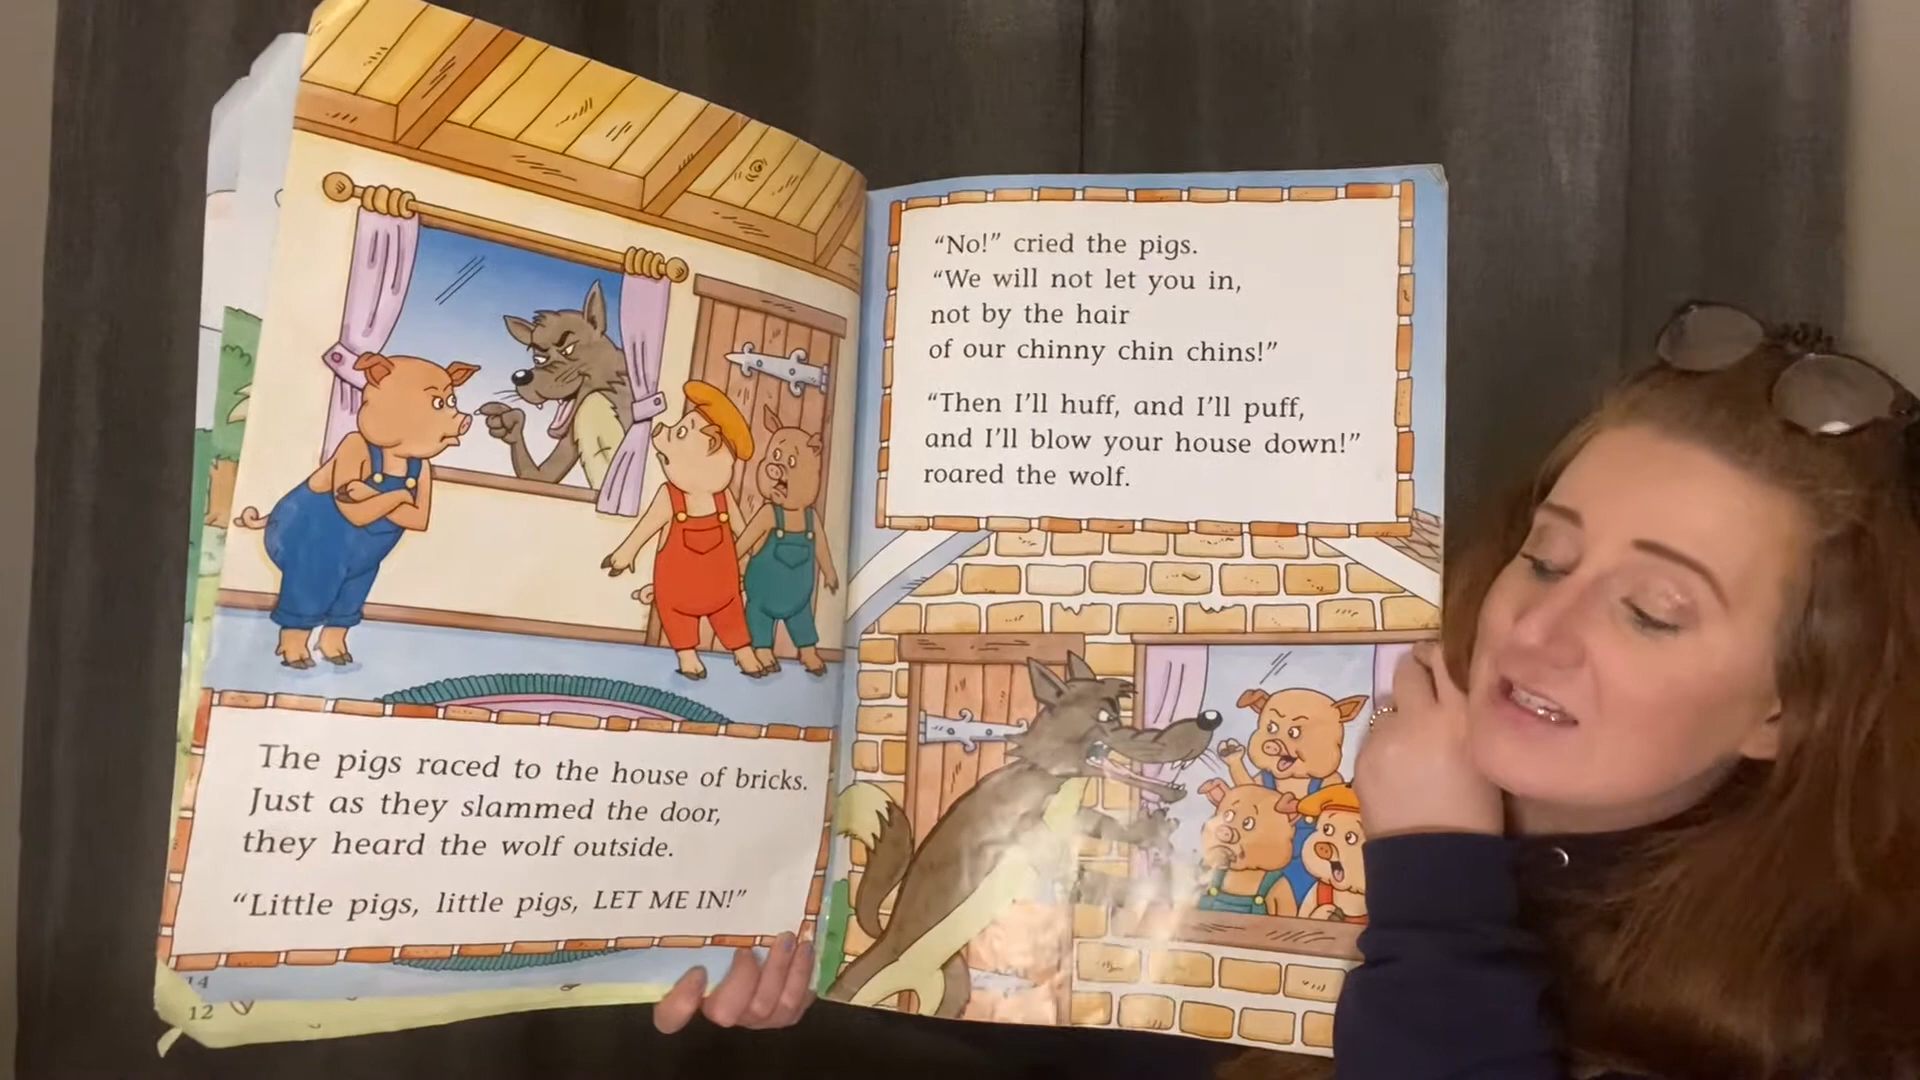 The pigs raced to the house of bricks.
Just as they slammed the door,
they heard the wolf outside.
“Little pigs, little pigs, LET ME IN!”
14
12
“No!” cried the pigs.
“We will not let you in,
not by the hair
of our chinny chin chins!”
“Then I’ll huff, and I’ll puff,
and I’ll blow your house down!”
roared the wolf.